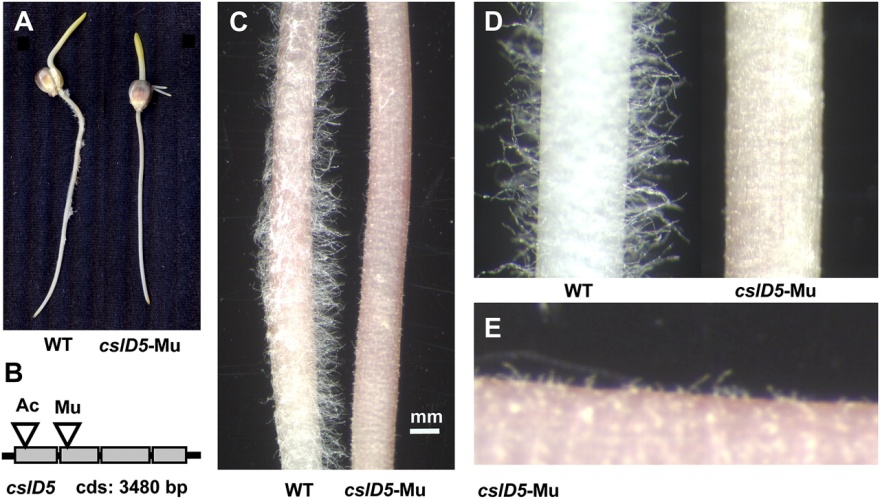 A
WT cslD5-Mu
B
Ac Mu
cslD5 cds: 3480 bp
C
mm
WT cslD5-Mu
D
WT cslD5-Mu
E
cslD5-Mu